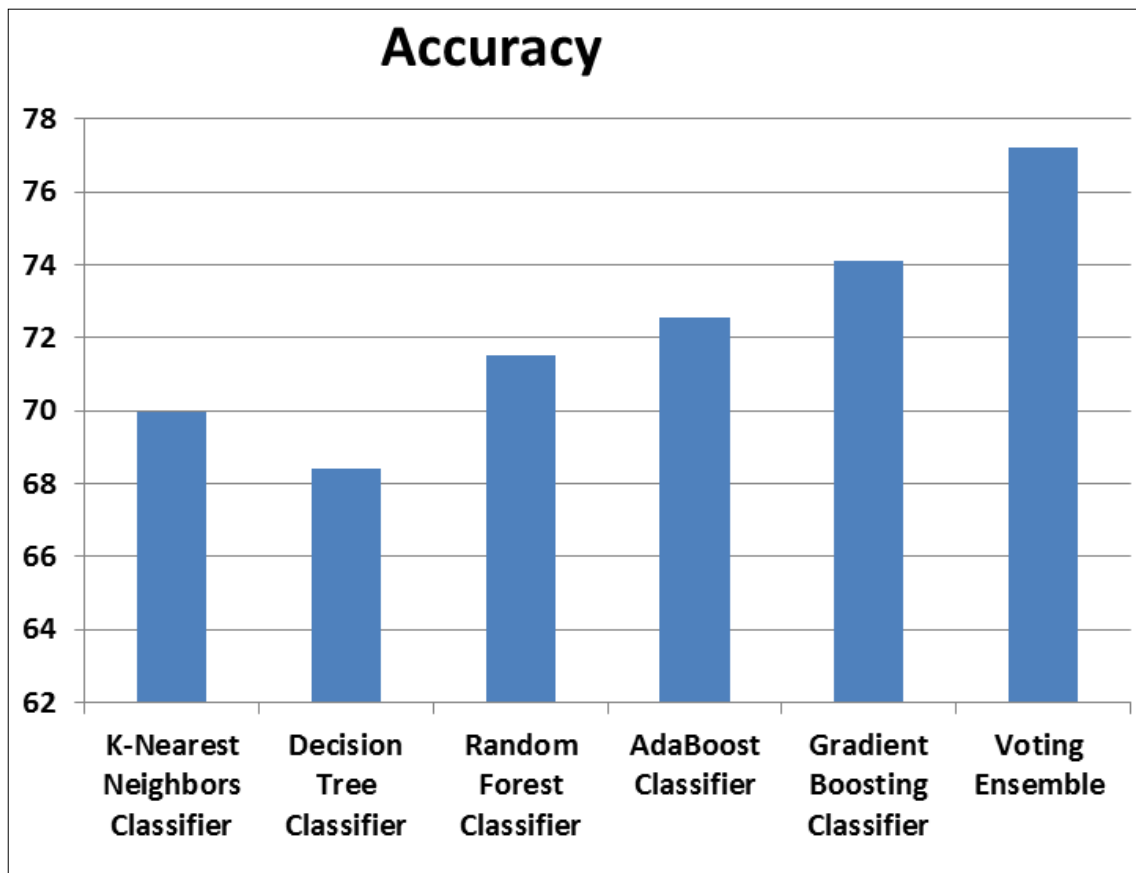 Accuracy
78
76
74
72
70
68
66
64
62
K-Nearest
Neighbors
Classifier
Decision
Tree
Classifier
Random
Forest
Classifier
AdaBoost
Classifier
Gradient
Boosting
Classifier
Voting
Ensemble